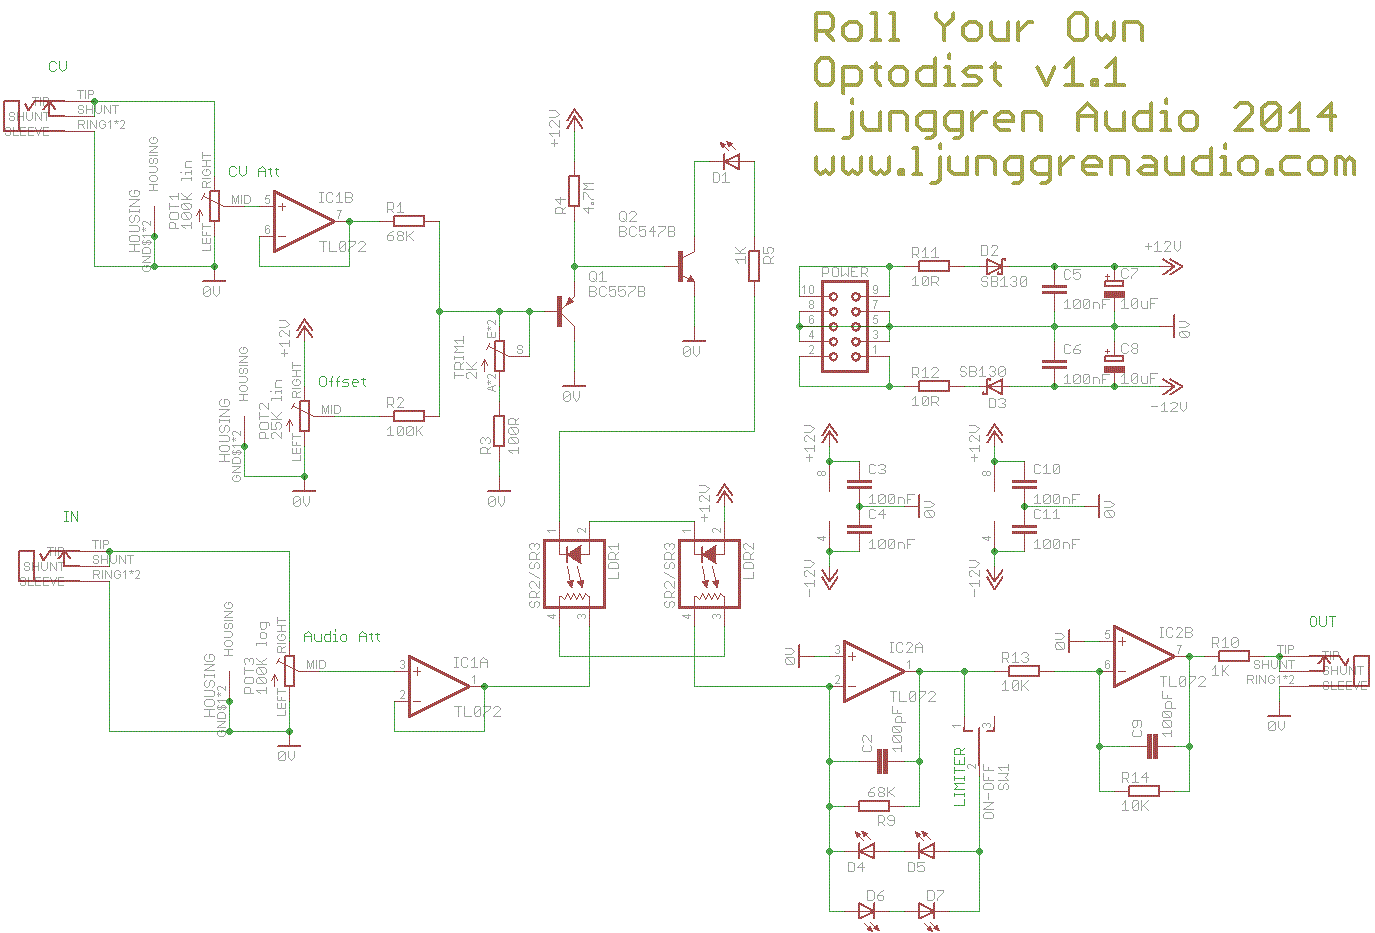 Roll Your Own
Optodist v1.1
Ljunggren Audio 2014
www.ljunggrenaudio.com
CV
TIP
TIP
SHUNT
SHUNT
RING1*2
SLEEVE
HOUSING
HOUSING
GND$1*2
POT1
100K lin
RIGHT
LEFT
MID
CV Att
0V
5
6
7
IC1B
TL072
R1
68K
+12V
R4
4.7M
Q1
BC557B
0V
Q2
BC547B
0V
D1
1K
R5
+12V
HOUSING
HOUSING
GND$1*2
POT2
25K lin
RIGHT
LEFT
MID
Offset
0V
R2
100K
TRIM1
2K
E*2
A*2
8
R3
100R
0V
POWER
10
9
8
7
6
5
4
3
2
1
R11
10R
D2
SB130
C5
100nF
C7
10uF
+12V
0V
R12
10R
SB130
D3
C6
100nF
C8
10uF
-12V
+12V
8
C3
100nF
0V
C4
100nF
4
-12V
+12V
8
C10
100nF
0V
C11
100nF
4
-12V
IN
TIP
TIP
SHUNT
SHUNT
RING1*2
SLEEVE
HOUSING
HOUSING
GND$1*2
POT3
100K log
RIGHT
LEFT
MID
Audio Att
0V
3
2
1
IC1A
TL072
SR2/SR3
LDR1
1
2
4
3
SR2/SR3
LDR2
1
2
4
3
+12V
0V
3
2
1
IC2A
TL072
C2
100pF
68K
R9
D4
D5
D6
D7
LIMITER
1
3
2
ON-OFF
SW1
R13
10K
0V
5
6
7
IC2B
TL072
C9
100pF
R14
10K
R10
1K
OUT
TIP
TIP
SHUNT
SHUNT
RING1*2
SLEEVE
0V